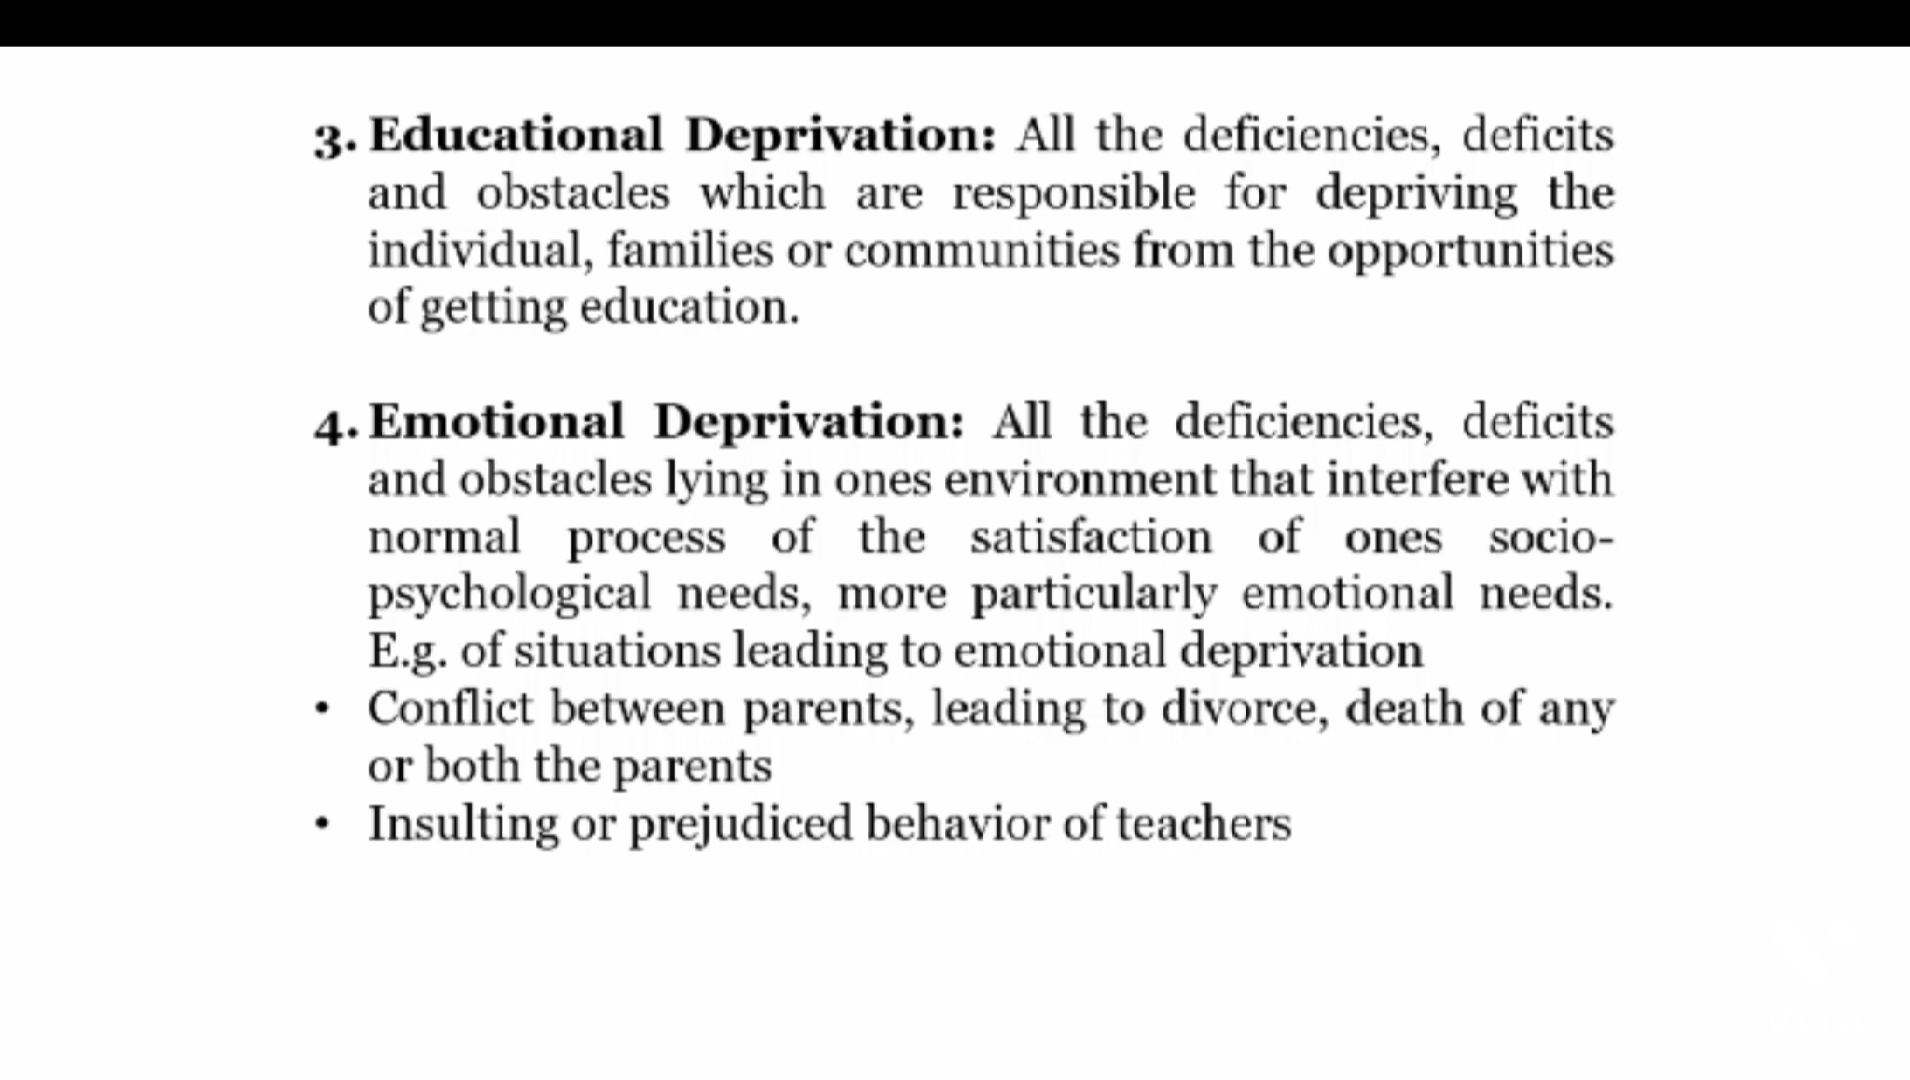 3. Educational Deprivation: All the deficiencies, deficits
and obstacles which are responsible for depriving the
individual, families or communities from the opportunities
of getting education.
4. Emotional Deprivation: All the deficiencies, deficits
and obstacles lying in ones environment that interfere with
normal process of the satisfaction of ones socio-
psychological needs, more particularly emotional needs.
E.g. of situations leading to emotional deprivation
• Conflict between parents, leading to divorce, death of any
or both the parents
• Insulting or prejudiced behavior of teachers